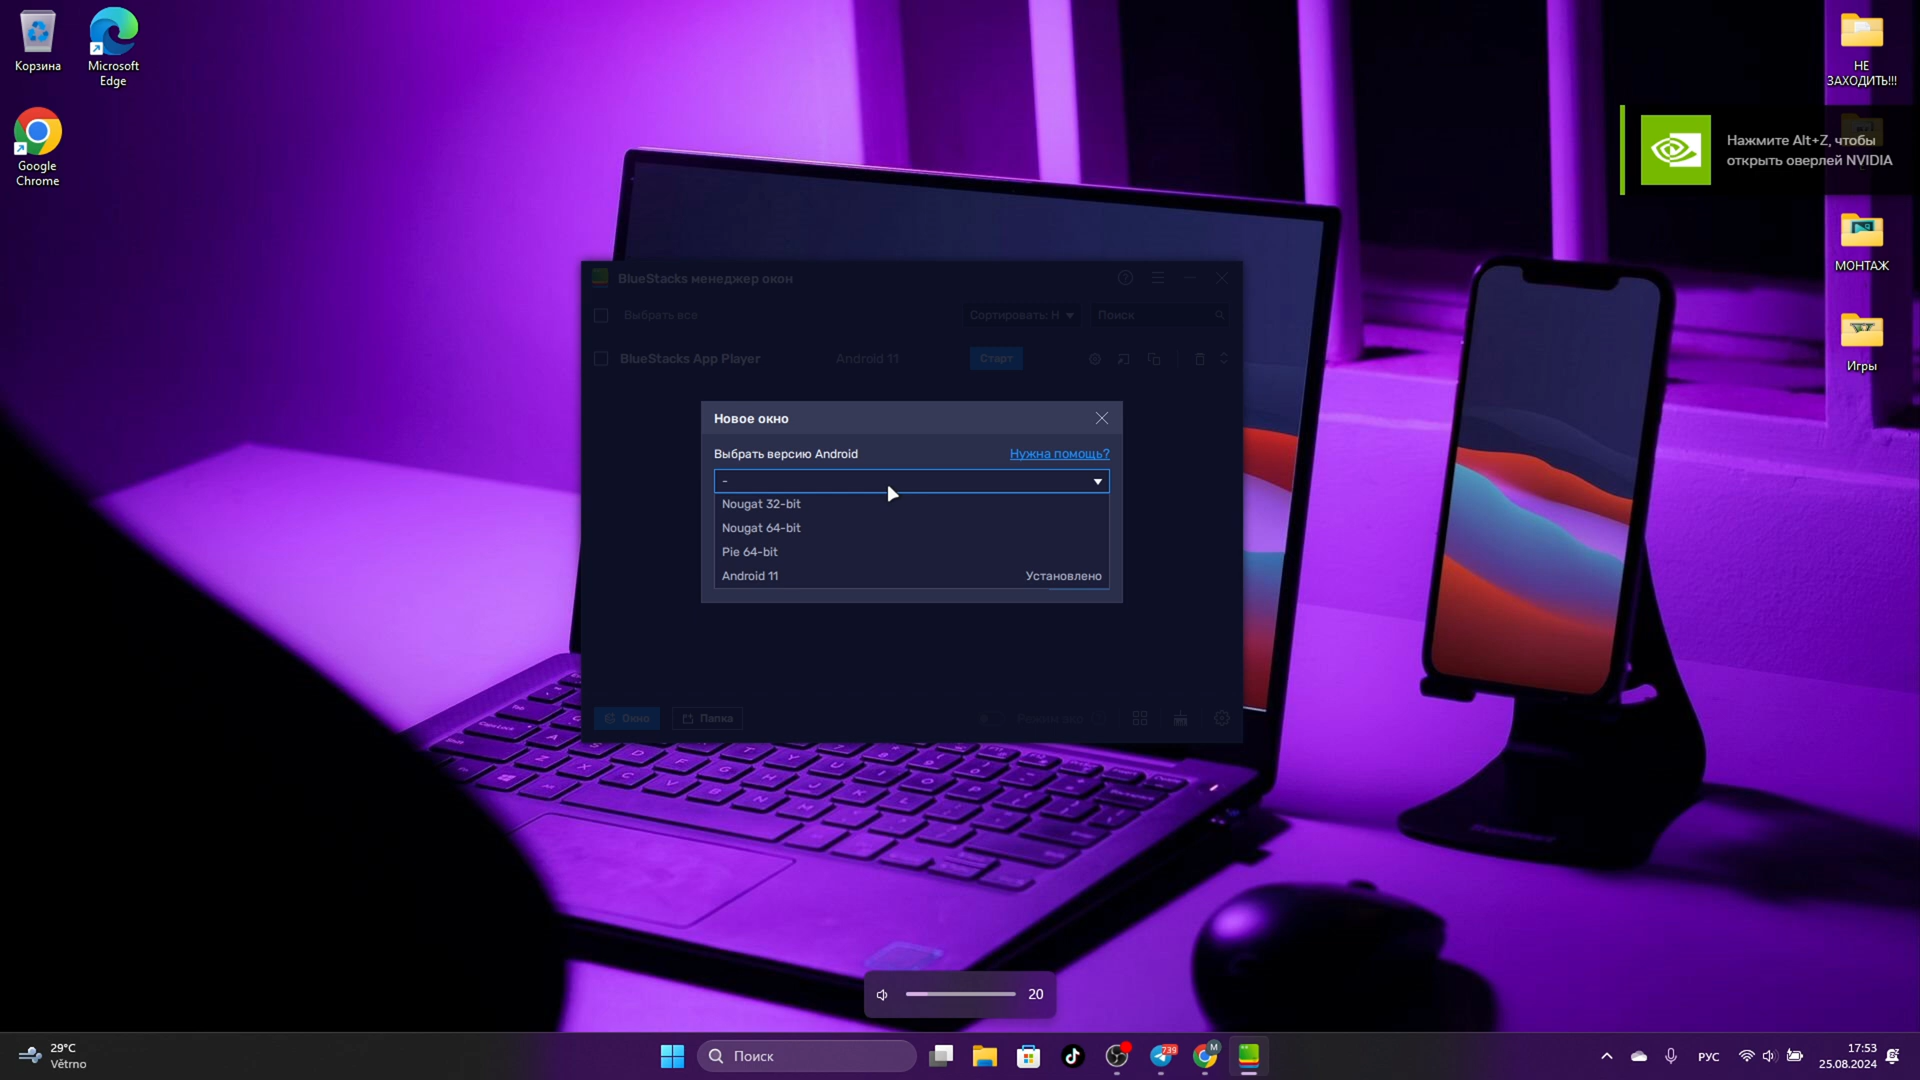 Корзина
Microsoft
Edge
Google
Chrome
НЕ
ЗАХОДИТЬ!!!
Нажмите Alt+Z, чтобы
открыть оверлей NVIDIA
МОНТАЖ
Игры
BlueStacks менеджер окон
Выбрать все
Сортировать: Н
Поиск
BlueStacks App Player
Android 11
Старт
Новое окно
Выбрать версию Android
Нужна помощь?
-
Nougat 32-bit
Nougat 64-bit
Pie 64-bit
Android 11
Установлено
Окно
Папка
Режим эко
20
29°C
Větrno
Поиск
739
M
РУС
17:53
25.08.2024